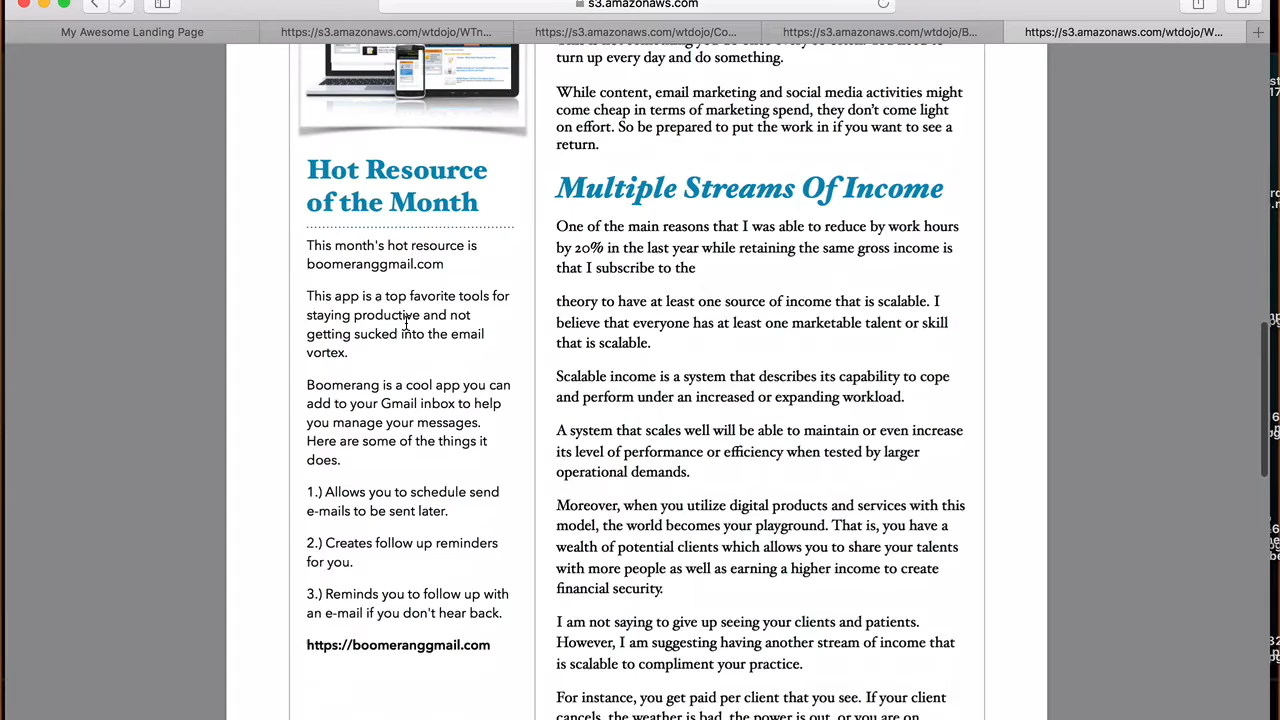 s3.amazonaws.com
My Awesome Landing Page
https://s3.amazonaws.com/wtdojo/WTn...
https://s3.amazonaws.com/wtdojo/Co...
https://s3.amazonaws.com/wtdojo/B...
https://s3.amazonaws.com/wtdojo/W...
Hot Resource
of the Month
This month's hot resource is
boomeranggmail.com
This app is a top favorite tools for
staying productive and not
getting sucked into the email
vortex.
Boomerang is a cool app you can
add to your Gmail inbox to help
you manage your messages.
Here are some of the things it
does.
1.) Allows you to schedule send
e-mails to be sent later.
2.) Creates follow up reminders
for you.
3.) Reminds you to follow up with
an e-mail if you don't hear back.
https://boomeranggmail.com
turn up every day and do something.
While content, email marketing and social media activities might
come cheap in terms of marketing spend, they don't come light
on effort. So be prepared to put the work in if you want to see a
return.
Multiple Streams Of Income
One of the main reasons that I was able to reduce by work hours
by 20% in the last year while retaining the same gross income is
that I subscribe to the
theory to have at least one source of income that is scalable. I
believe that everyone has at least one marketable talent or skill
that is scalable.
Scalable income is a system that describes its capability to cope
and perform under an increased or expanding workload.
A system that scales well will be able to maintain or even increase
its level of performance or efficiency when tested by larger
operational demands.
Moreover, when you utilize digital products and services with this
model, the world becomes your playground. That is, you have a
wealth of potential clients which allows you to share your talents
with more people as well as earning a higher income to create
financial security.
I am not saying to give up seeing your clients and patients.
However, I am suggesting having another stream of income that
is scalable to compliment your practice.
For instance, you get paid per client that you see. If your client
cancels, the weather is bad, the power is out, or you are on